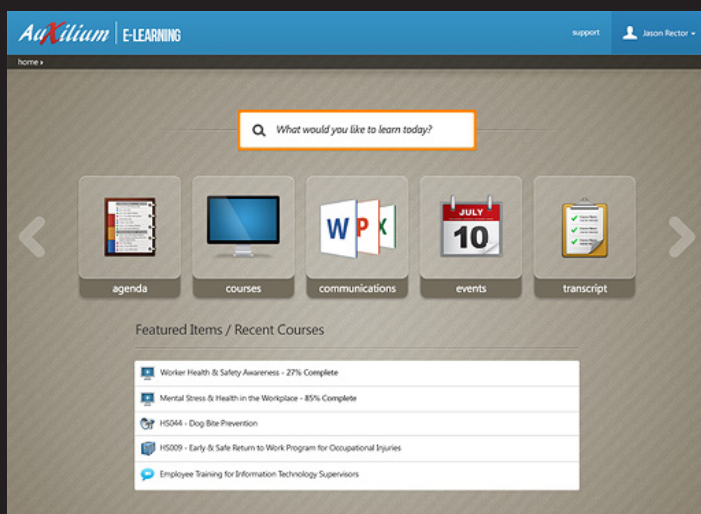 AuXilium | E-LEARNING
support
Jason Rector
home
What would you like to learn today?
W P X
JULY
10
agenda
courses
communications
events
transcript
Featured Items / Recent Courses
Worker Health & Safety Awareness - 27% Complete
Mental Stress & Health in the Workplace - 85% Complete
HS044 - Dog Bite Prevention
HS009 - Early & Safe Return to Work Program for Occupational Injuries
Employee Training for Information Technology Supervisors